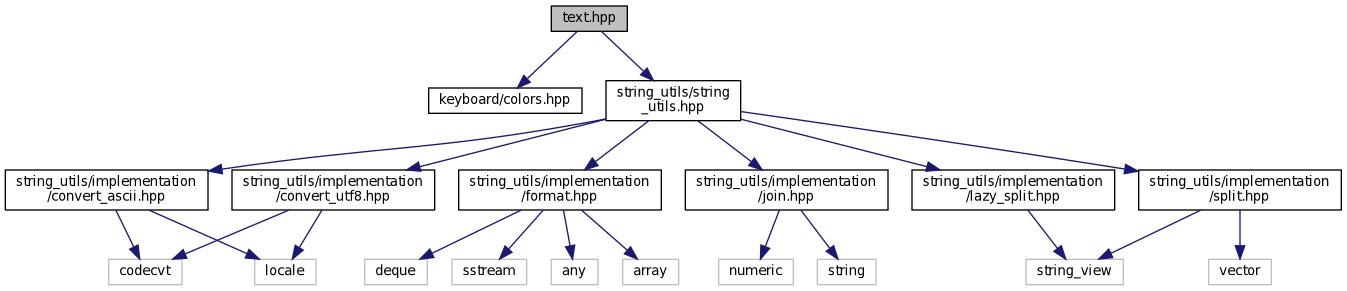 text.hpp
keyboard/colors.hpp
string_utils/string
_utils.hpp
string_utils/implementation
/convert_ascii.hpp
string_utils/implementation
/convert_utf8.hpp
string_utils/implementation
/format.hpp
string_utils/implementation
/join.hpp
string_utils/implementation
/lazy_split.hpp
string_utils/implementation
/split.hpp
codecvt
locale
deque
sstream
any
array
numeric
string
string_view
vector